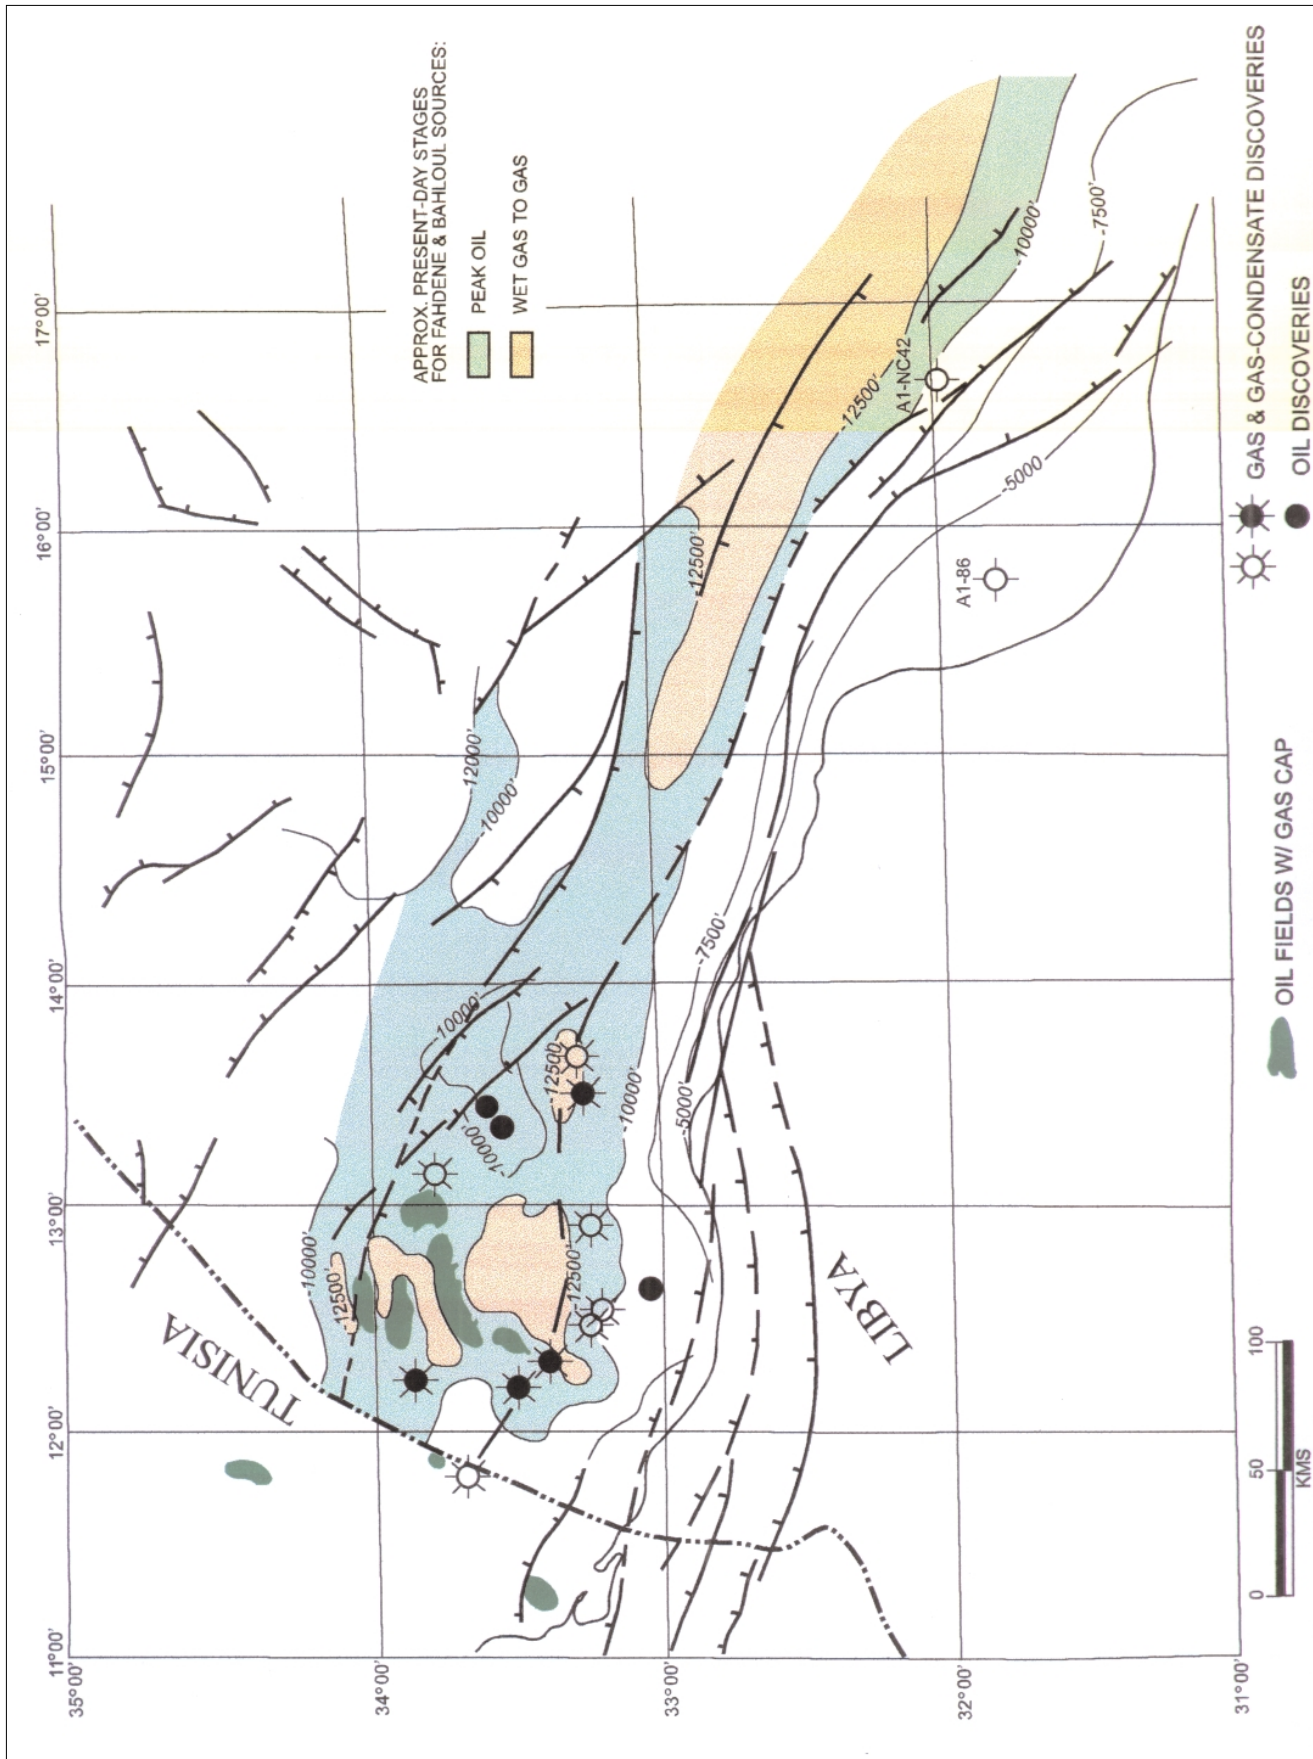 APPROX. PRESENT-DAY STAGES
FOR FAHDENE & BAHLOUL SOURCES:
PEAK OIL
WET GAS TO GAS
35°00'
34°00'
33°00'
32°00'
31°00'
11°00'
12°00'
13°00'
14°00'
15°00'
16°00'
17°00'
TUNISIA
LIBYA
-10000'
-12500'
-12500'
-10000'
-10000'
-12500'
-10000'
-5000'
-7500'
12000'
-10000'
-12500'
-12500'
A1-NC42
A1-86
-5000
-10000'
-7500'
0 50 100
KMS
OIL FIELDS W/ GAS CAP
GAS & GAS-CONDENSATE DISCOVERIES
OIL DISCOVERIES